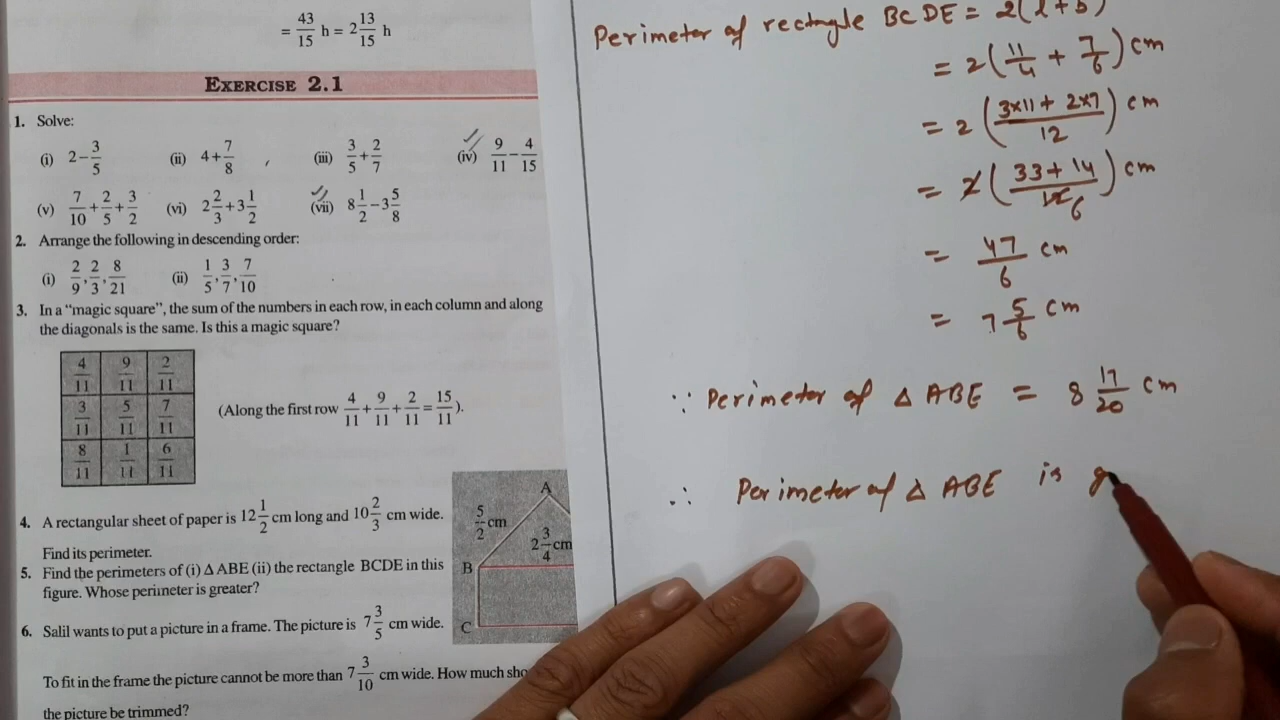 = 43/15 h = 2 13/15 h
EXERCISE 2.1
1. Solve:
(i) 2 − 3/5 (ii) 4 + 7/8 (iii) 3/5 + 2/7 (iv) 9/11 − 4/15
(v) 7/10 + 2/5 + 3/2 (vi) 2 2/3 + 3 1/2 (vii) 8 1/2 − 3 5/8
2. Arrange the following in descending order:
(i) 2/9, 2/3, 8/21 (ii) 1/5, 3/7, 7/10
3. In a “magic square”, the sum of the numbers in each row, in each column and along
the diagonals is the same. Is this a magic square?
4/11 9/11 2/11
3/11 5/11 7/11
8/11 1/11 6/11
(Along the first row 4/11 + 9/11 + 2/11 = 15/11).
4. A rectangular sheet of paper is 12 1/2 cm long and 10 2/3 cm wide.
Find its perimeter.
5. Find the perimeters of (i) Δ ABE (ii) the rectangle BCDE in this
figure. Whose perimeter is greater?
6. Salil wants to put a picture in a frame. The picture is 7 3/5 cm wide.
To fit in the frame the picture cannot be more than 7 3/10 cm wide. How much
the picture be trimmed?
A
5/2 cm
2 3/4 cm
B
C
Perimeter of rectangle BCDE = 2(l+b)
= 2(11/4 + 7/6) cm
= 2(3×11 + 2×7/12) cm
= 2(33+14/12 6) cm
= 47/6 cm
= 7 5/6 cm
∵ Perimeter of Δ ABE = 8 17/20 cm
∴ Perimeter of Δ ABE is g